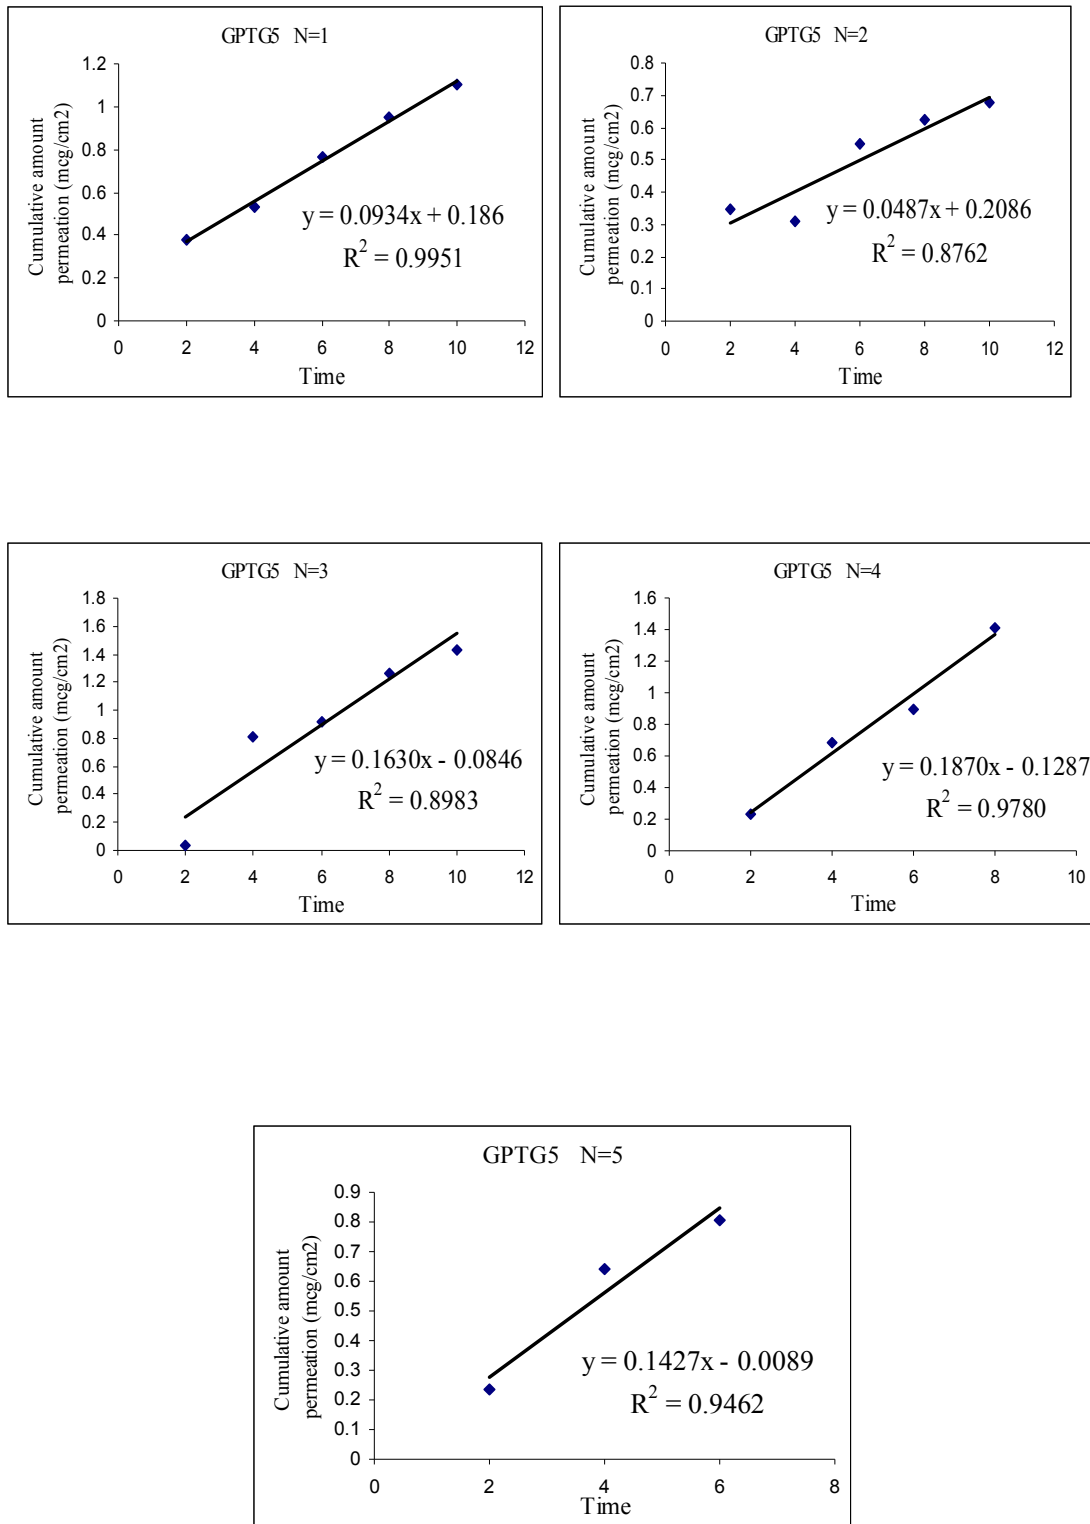 GPTG5 N=1
Cumulative amount
permeation (mcg/cm2)
1.2
1
0.8
0.6
0.4
0.2
0
y = 0.0934x + 0.186
R² = 0.9951
0 2 4 6 8 10 12
Time
GPTG5 N=2
Cumulative amount
permeation (mcg/cm2)
0.8
0.7
0.6
0.5
0.4
0.3
0.2
0.1
0
y = 0.0487x + 0.2086
R² = 0.8762
0 2 4 6 8 10 12
Time
GPTG5 N=3
Cumulative amount
permeation (mcg/cm2)
1.8
1.6
1.4
1.2
1.0
0.8
0.6
0.4
0.2
0
y = 0.1630x - 0.0846
R² = 0.8983
0 2 4 6 8 10 12
Time
GPTG5 N=4
Cumulative amount
permeation (mcg/cm2)
1.6
1.4
1.2
1
0.8
0.6
0.4
0.2
0
y = 0.1870x - 0.1287
R² = 0.9780
0 2 4 6 8 10
Time
GPTG5 N=5
Cumulative amount
permeation (mcg/cm2)
0.9
0.8
0.7
0.6
0.5
0.4
0.3
0.2
0.1
0
y = 0.1427x - 0.0089
R² = 0.9462
0 2 4 6 8
Time